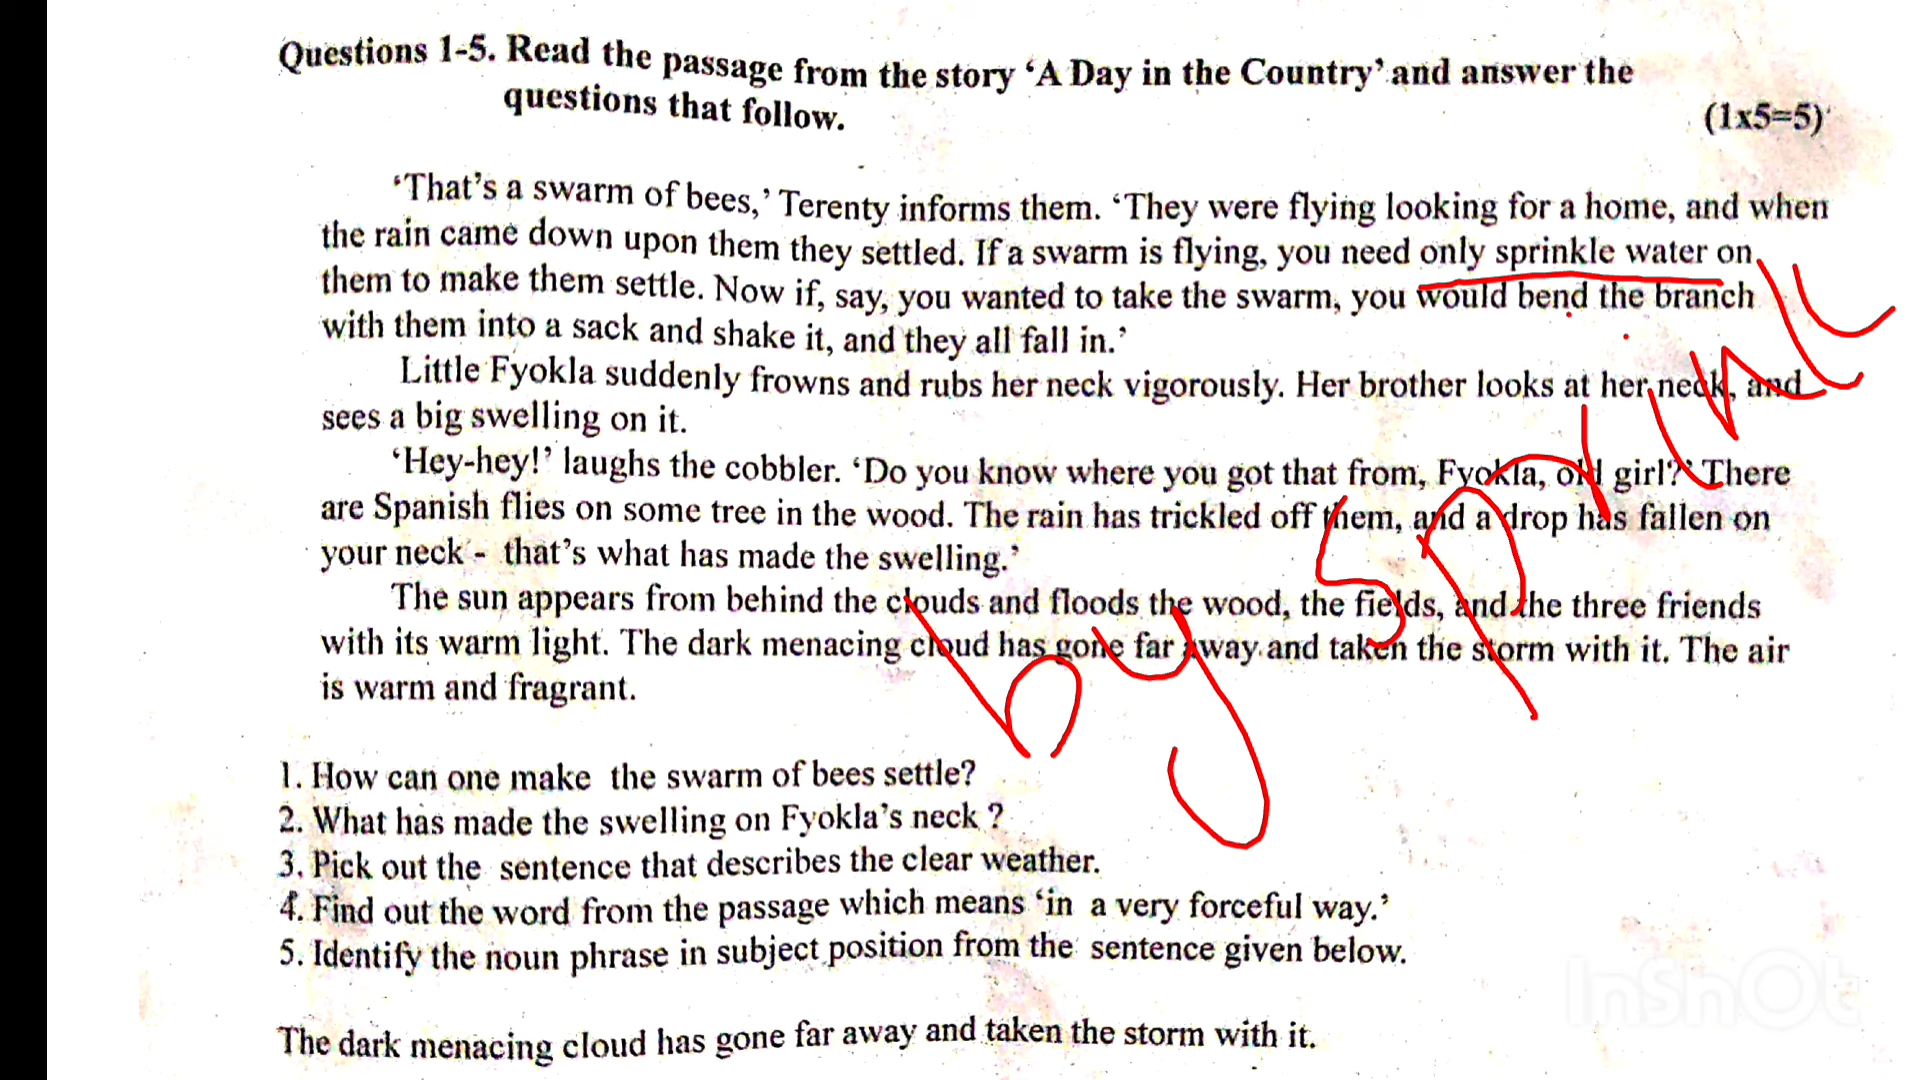 Questions 1-5. Read the passage from the story ‘A Day in the Country’ and answer the
questions that follow.
(1x5=5)
‘That’s a swarm of bees,’ Terenty informs them. ‘They were flying looking for a home, and when
the rain came down upon them they settled. If a swarm is flying, you need only sprinkle water on
them to make them settle. Now if, say, you wanted to take the swarm, you would bend the branch
with them into a sack and shake it, and they all fall in.’
Little Fyokla suddenly frowns and rubs her neck vigorously. Her brother looks at her neck, and
sees a big swelling on it.
‘Hey-hey!’ laughs the cobbler. ‘Do you know where you got that from, Fyokla, old girl?’ There
are Spanish flies on some tree in the wood. The rain has trickled off them, and a drop has fallen on
your neck - that’s what has made the swelling.’
The sun appears from behind the clouds and floods the wood, the fields, and the three friends
with its warm light. The dark menacing cloud has gone far away and taken the storm with it. The air
is warm and fragrant.
by
1. How can one make the swarm of bees settle?
2. What has made the swelling on Fyokla’s neck ?
3. Pick out the sentence that describes the clear weather.
4. Find out the word from the passage which means ‘in a very forceful way.’
5. Identify the noun phrase in subject position from the sentence given below.
The dark menacing cloud has gone far away and taken the storm with it.
InShOt